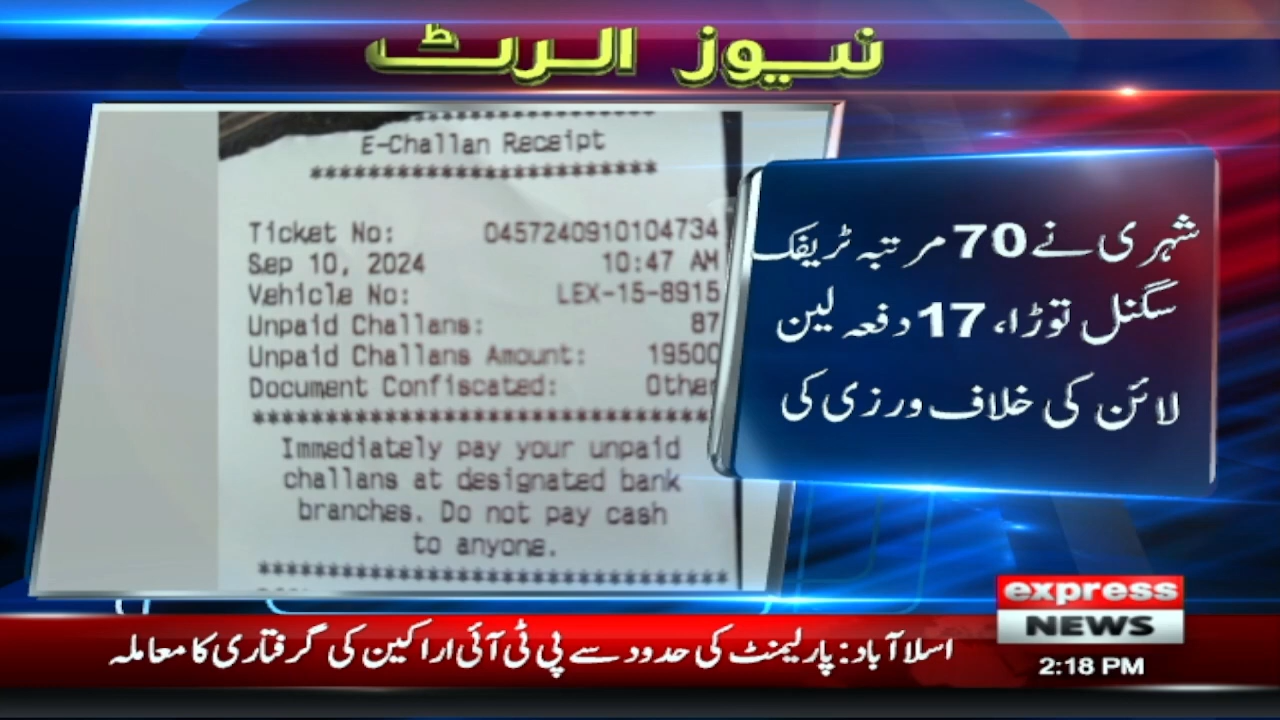 نیوز الرٹ
E-Challan Receipt
************************
Ticket No: 0457240910104734
Sep 10, 2024 10:47 AM
Vehicle No: LEX-15-8915
Unpaid Challans: 87
Unpaid Challans Amount: 19500
Document Confiscated: Other
********************************
Immediately pay your unpaid
challans at designated bank
branches. Do not pay cash
to anyone.
********************************
شہری نے 70 مرتبہ ٹریفک
سگنل توڑا، 17 دفعہ لین
لائن کی خلاف ورزی کی
express
NEWS
2:18 PM
اسلاآباد: پارلیمنٹ کی حدود سے پی ٹی آئی اراکین کی گرفتاری کا معاملہ